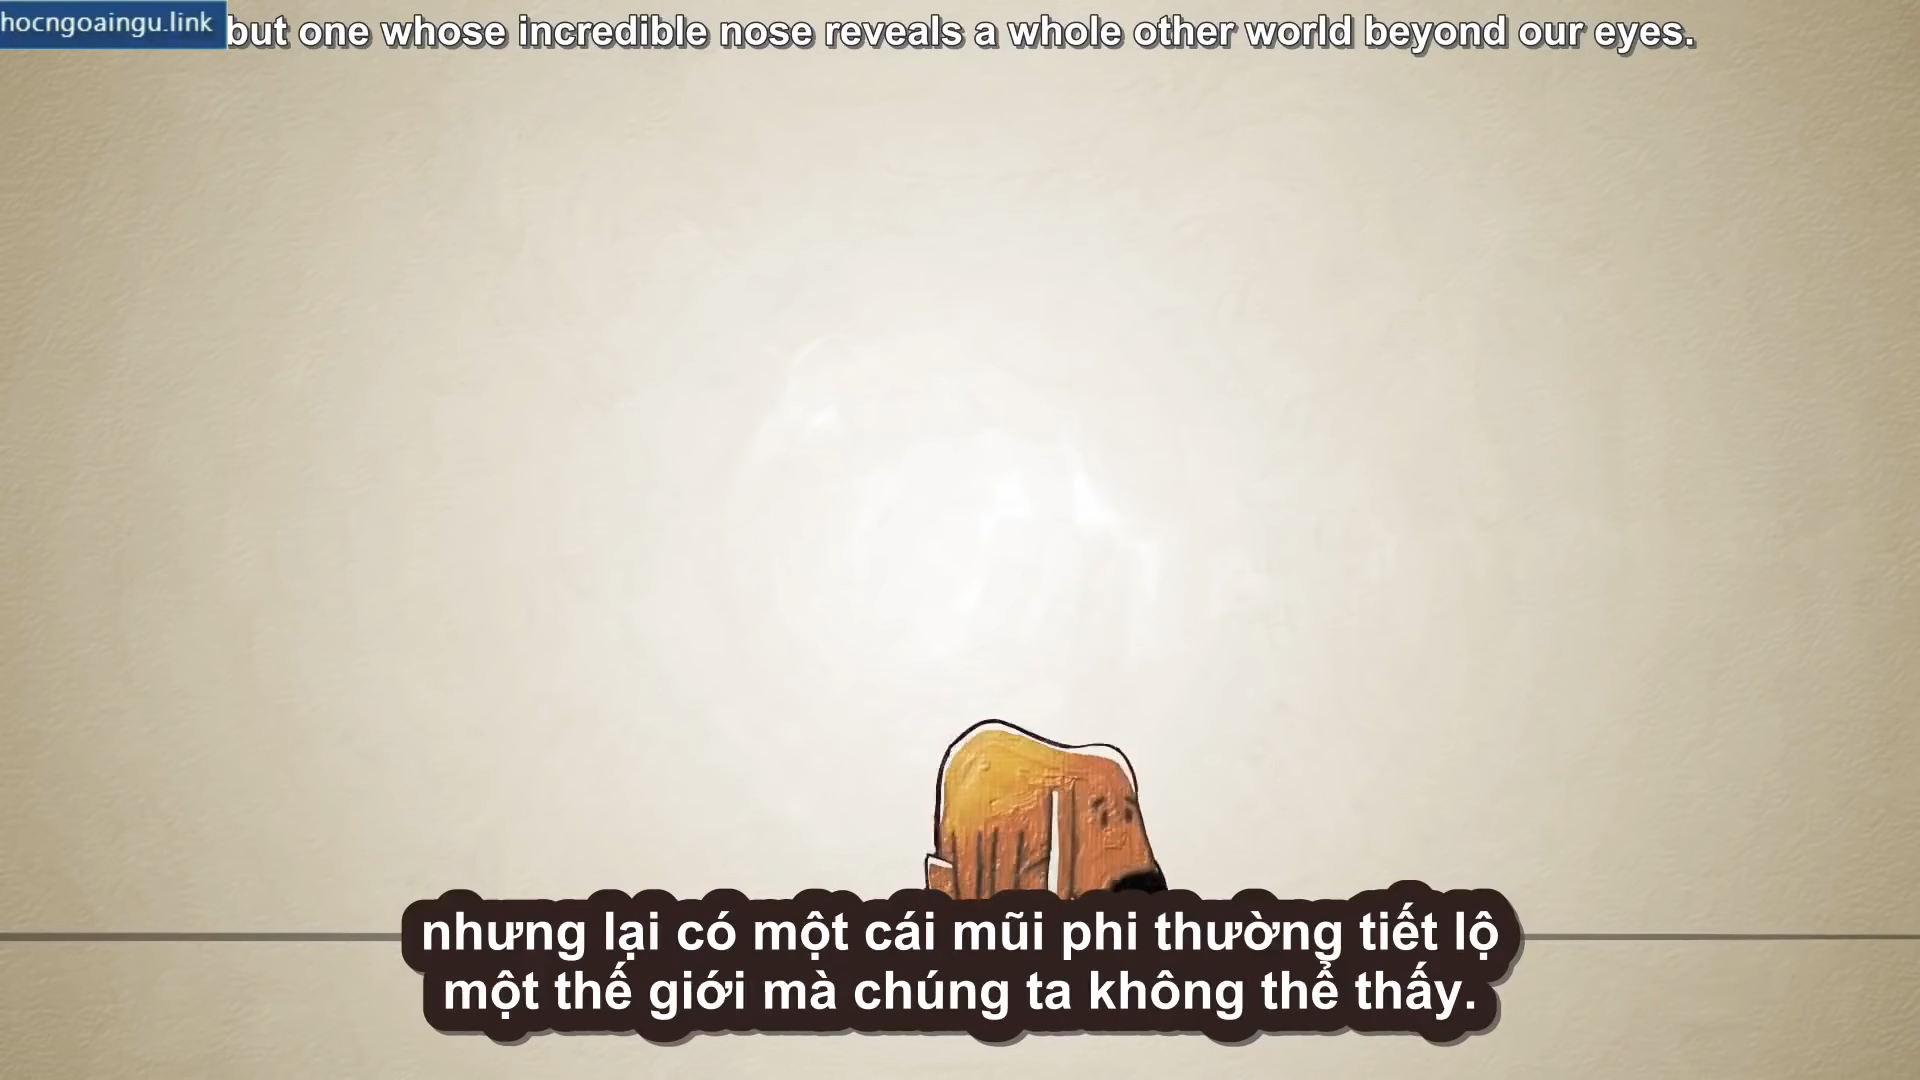 hocngoaingu.link
but one whose incredible nose reveals a whole other world beyond our eyes.
nhưng lại có một cái mũi phi thường tiết lộ
một thế giới mà chúng ta không thể thấy.